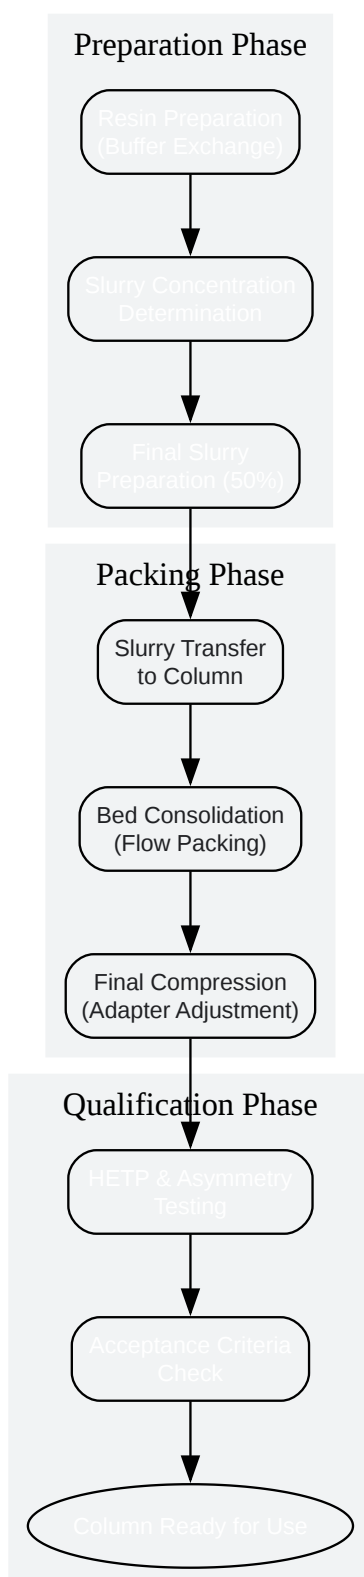 Preparation Phase
Resin Preparation
(Buffer Exchange)
Slurry Concentration
Determination
Final Slurry
Preparation (50%)
Packing Phase
Slurry Transfer
to Column
Bed Consolidation
(Flow Packing)
Final Compression
(Adapter Adjustment)
Qualification Phase
HETP & Asymmetry
Testing
Acceptance Criteria
Check
Column Ready for Use